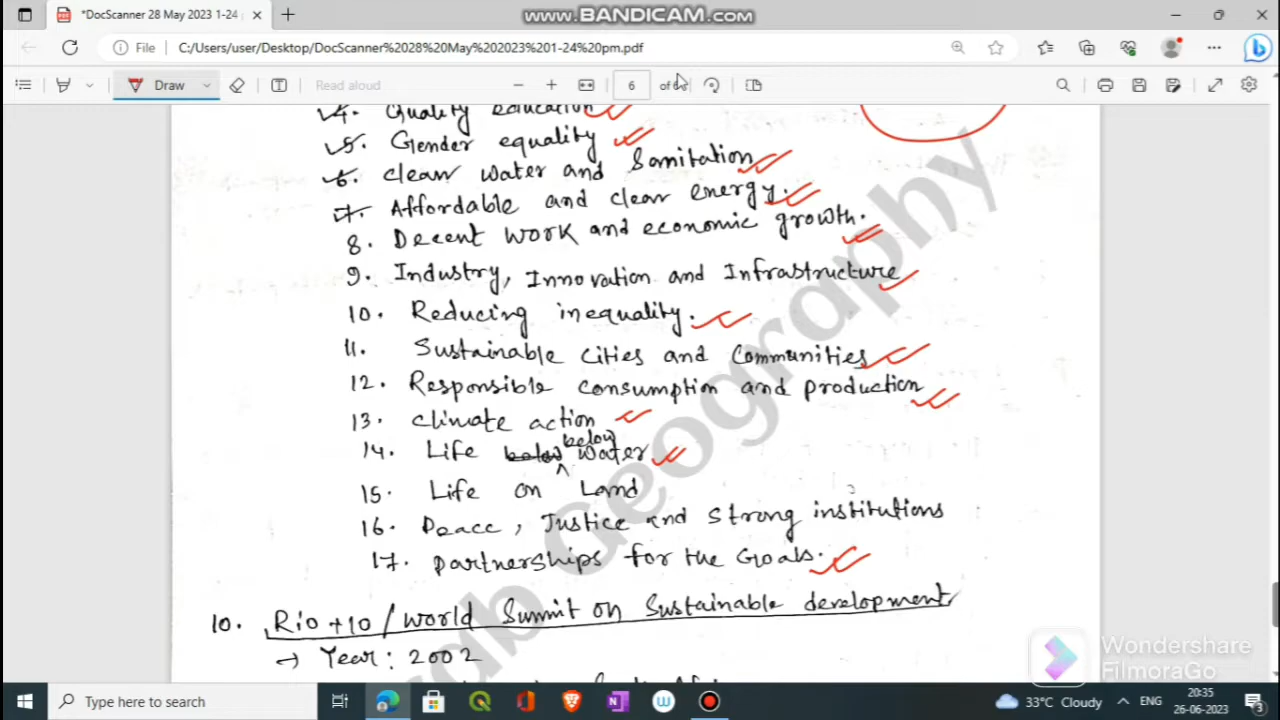 www.BANDICAM.com
*DocScanner 28 May 2023 1-24
File
C:/Users/user/Desktop/DocScanner%2028%20May%202023%201-24%20pm.pdf
Draw
Read aloud
6
of
4. Quality education
5. Gender equality
6. clean water and Sanitation
7. Affordable and clean energy.
8. Decent work and economic growth.
9. Industry, Innovation and Infrastructure
10. Reducing inequality.
11. Sustainable cities and communities
12. Responsible consumption and production
13. climate action
14. Life below water
15. Life on Land
16. Peace, Justice and strong institutions
17. partnerships for the Goals.
10. Rio +10/world Summit on Sustainable development
→ Year: 2002
ab Geography
Wondershare
FilmoraGo
Type here to search
33°C Cloudy
ENG
20:35
26-06-2023
3